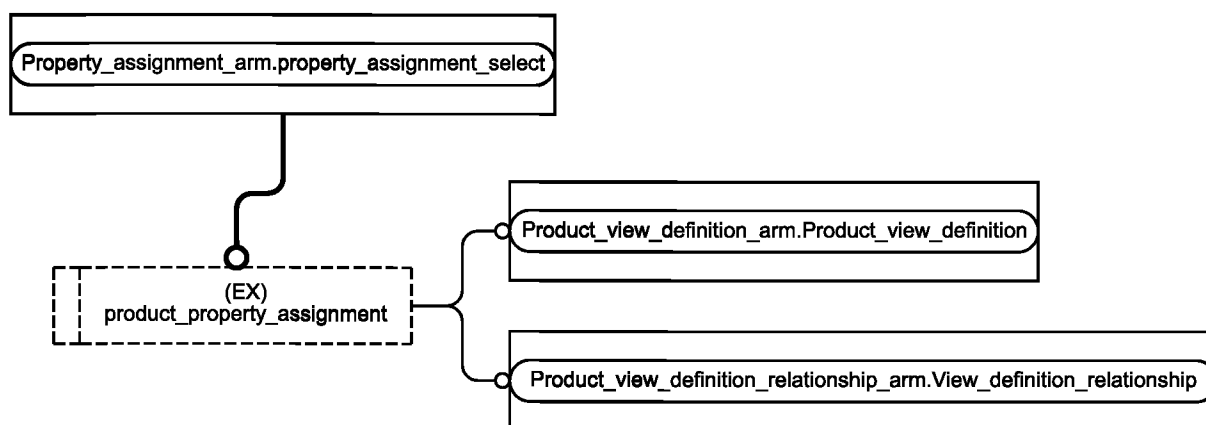 Property_assignment_arm.property_assignment_select
Product_view_definition_arm.Product_view_definition
(EX)
product_property_assignment
Product_view_definition_relationship_arm.View_definition_relationship